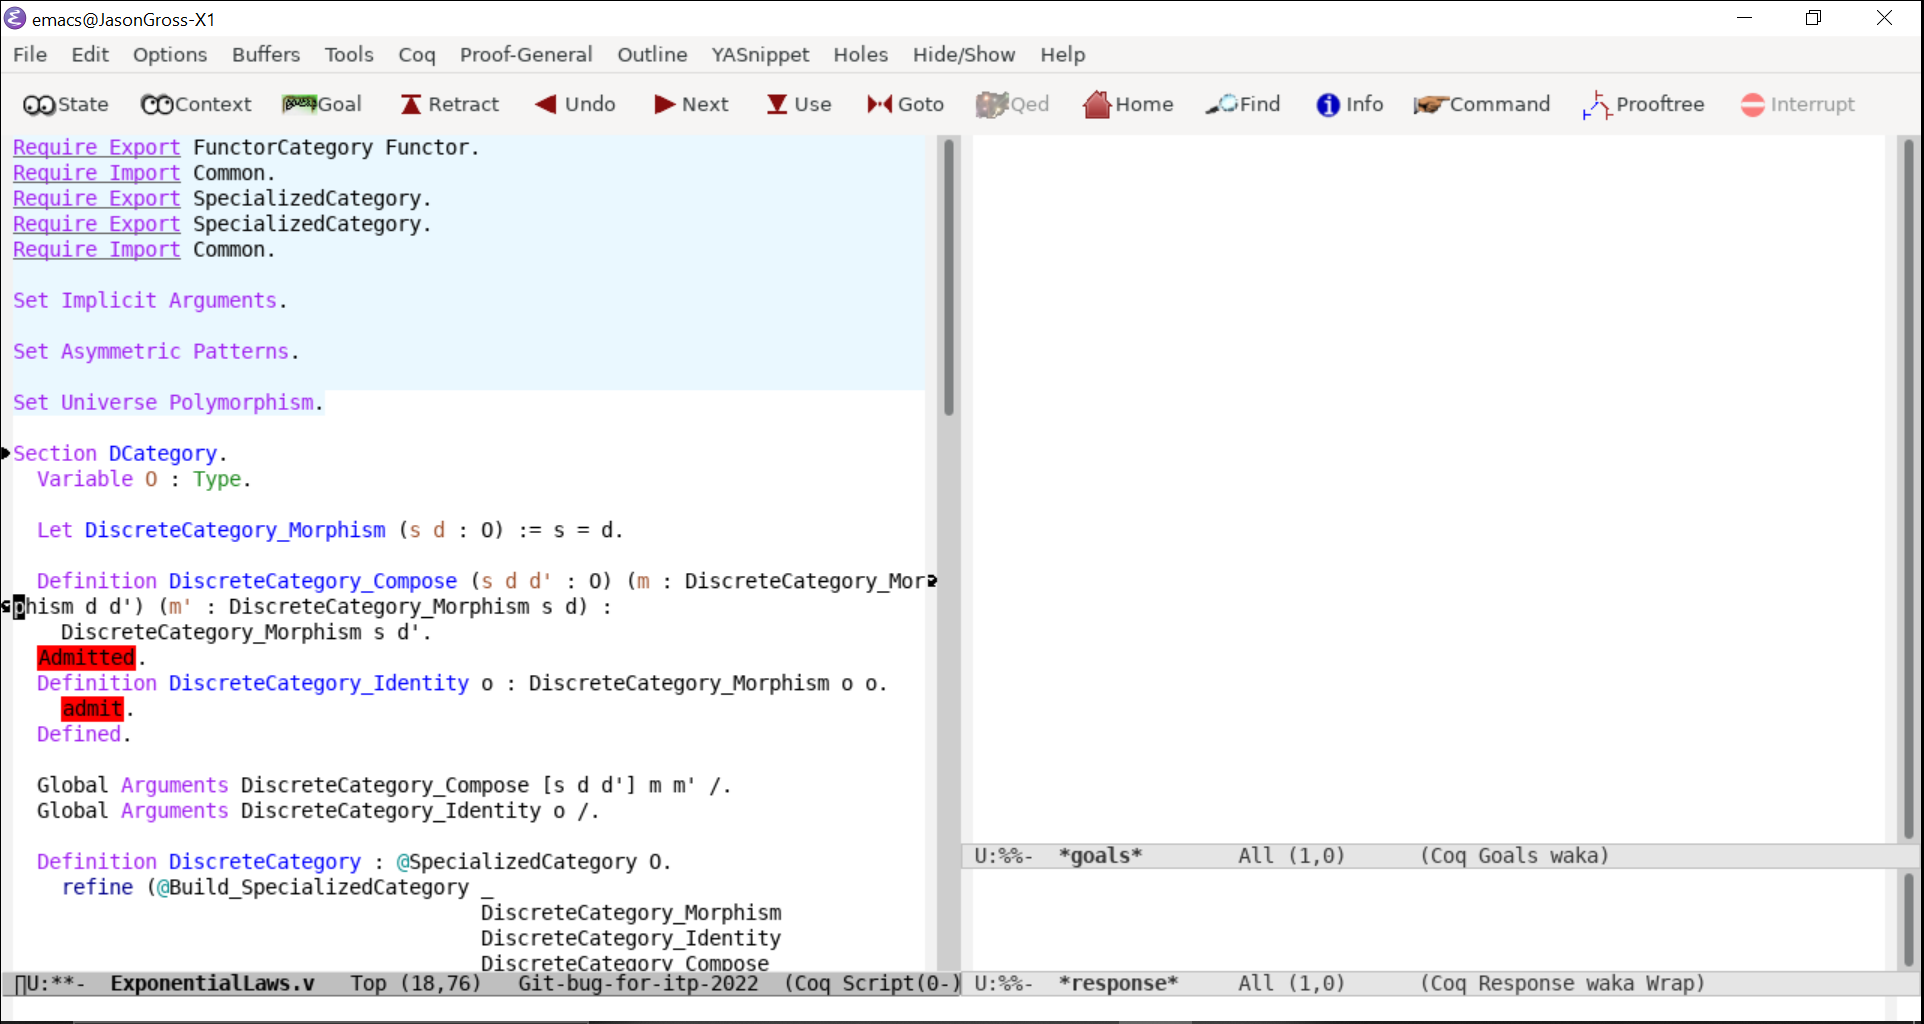 emacs@JasonGross-X1
File Edit Options Buffers Tools Coq Proof-General Outline YASnippet Holes Hide/Show Help
State Context Goal Retract Undo Next Use Goto Qed Home Find Info Command Prooftree Interrupt
Require Export FunctorCategory Functor.
Require Import Common.
Require Export SpecializedCategory.
Require Export SpecializedCategory.
Require Import Common.
Set Implicit Arguments.
Set Asymmetric Patterns.
Set Universe Polymorphism.
Section DCategory.
  Variable O : Type.
  Let DiscreteCategory_Morphism (s d : O) := s = d.
  Definition DiscreteCategory_Compose (s d d' : O) (m : DiscreteCategory_Mor
phism d d') (m' : DiscreteCategory_Morphism s d) :
    DiscreteCategory_Morphism s d'.
  Admitted.
  Definition DiscreteCategory_Identity o : DiscreteCategory_Morphism o o.
    admit.
  Defined.
  Global Arguments DiscreteCategory_Compose [s d d'] m m' /.
  Global Arguments DiscreteCategory_Identity o /.
  Definition DiscreteCategory : @SpecializedCategory O.
    refine (@Build_SpecializedCategory _
                                       DiscreteCategory_Morphism
                                       DiscreteCategory_Identity
                                       DiscreteCategory_Compose
U:**-  ExponentialLaws.v   Top (18,76)   Git-bug-for-itp-2022  (Coq Script(0-)
U:%%-  *goals*        All (1,0)      (Coq Goals waka)
U:%%-  *response*     All (1,0)      (Coq Response waka Wrap)